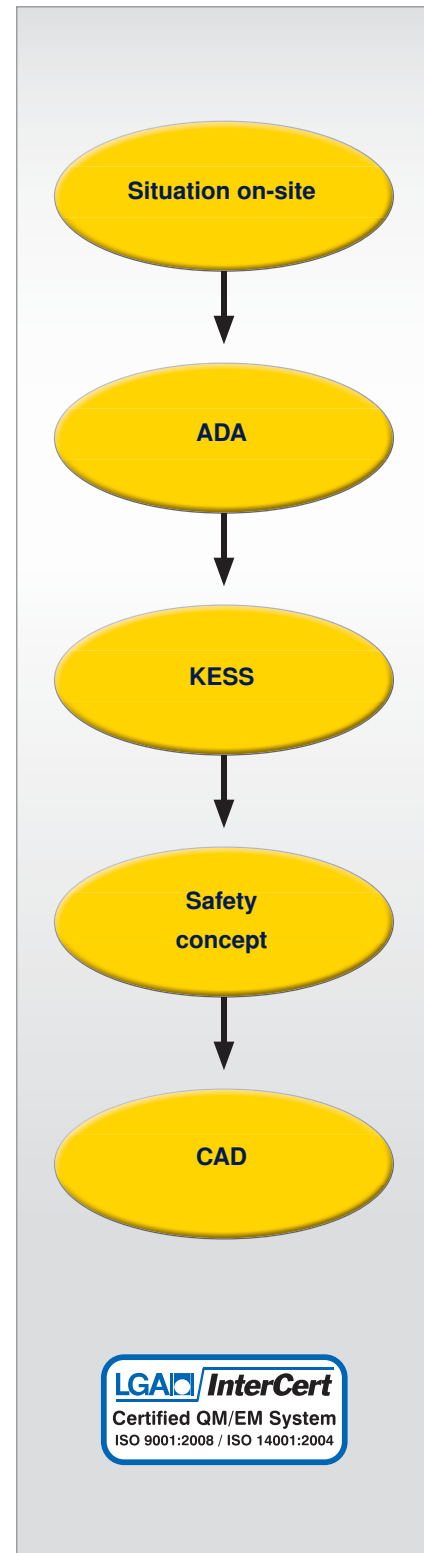 Situation on-site
ADA
KESS
Safety
concept
CAD
LGA InterCert
Certified QM/EM System
ISO 9001:2008 / ISO 14001:2004